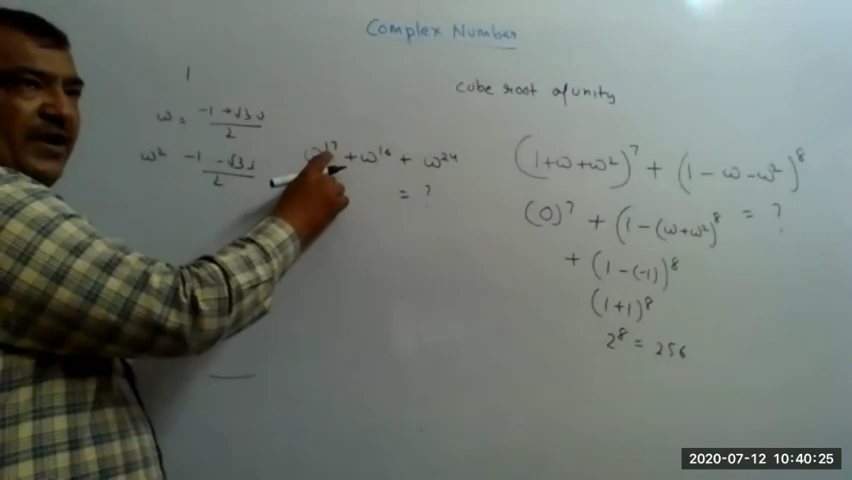 Complex Number
1
cube root of unity
ω = -1 + √3 i / 2
ω² -1 - √3 i / 2
ω¹⁷ + ω¹⁶ + ω²⁴
= ?
(1+ω+ω²)⁷ + (1 - ω - ω²)⁸
= ?
(0)⁷ + (1 - (ω+ω²)⁸
+ (1 - (-1))⁸
(1+1)⁸
2⁸ = 256
2020-07-12 10:40:25